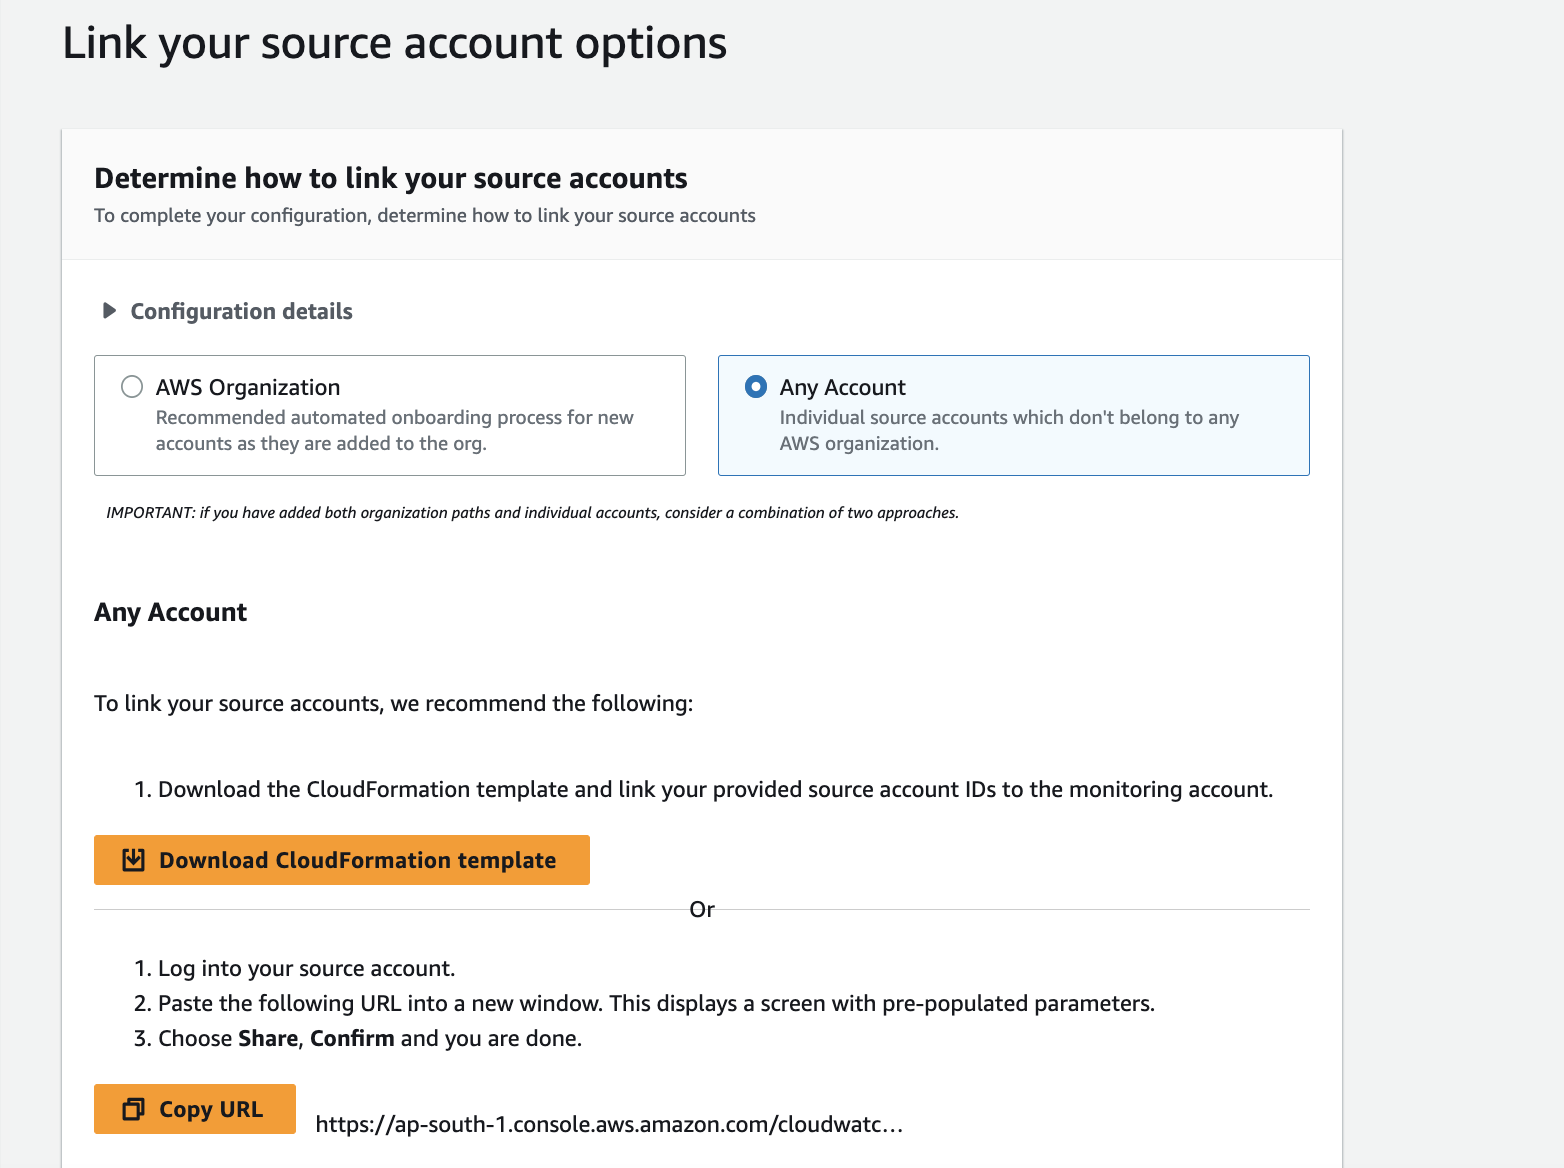 Link your source account options
Determine how to link your source accounts
To complete your configuration, determine how to link your source accounts
Configuration details
AWS Organization
Recommended automated onboarding process for new
accounts as they are added to the org.
Any Account
Individual source accounts which don't belong to any
AWS organization.
IMPORTANT: if you have added both organization paths and individual accounts, consider a combination of two approaches.
Any Account
To link your source accounts, we recommend the following:
1. Download the CloudFormation template and link your provided source account IDs to the monitoring account.
Download CloudFormation template
Or
1. Log into your source account.
2. Paste the following URL into a new window. This displays a screen with pre-populated parameters.
3. Choose Share, Confirm and you are done.
Copy URL
https://ap-south-1.console.aws.amazon.com/cloudwatc…